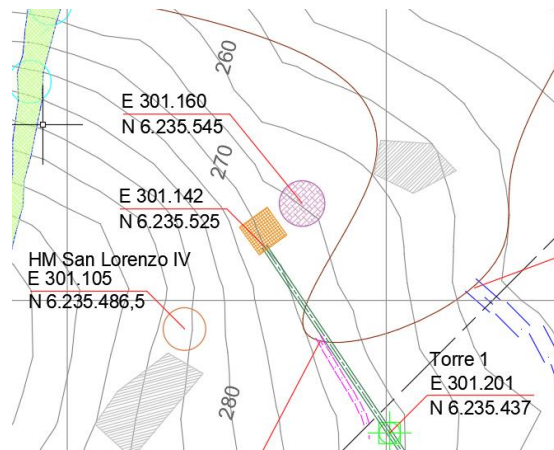 260
E 301.160
N 6.235.545
270
E 301.142
N 6.235.525
HM San Lorenzo IV
E 301.105
N 6.235.486,5
Torre 1
E 301.201
N 6.235.437
280